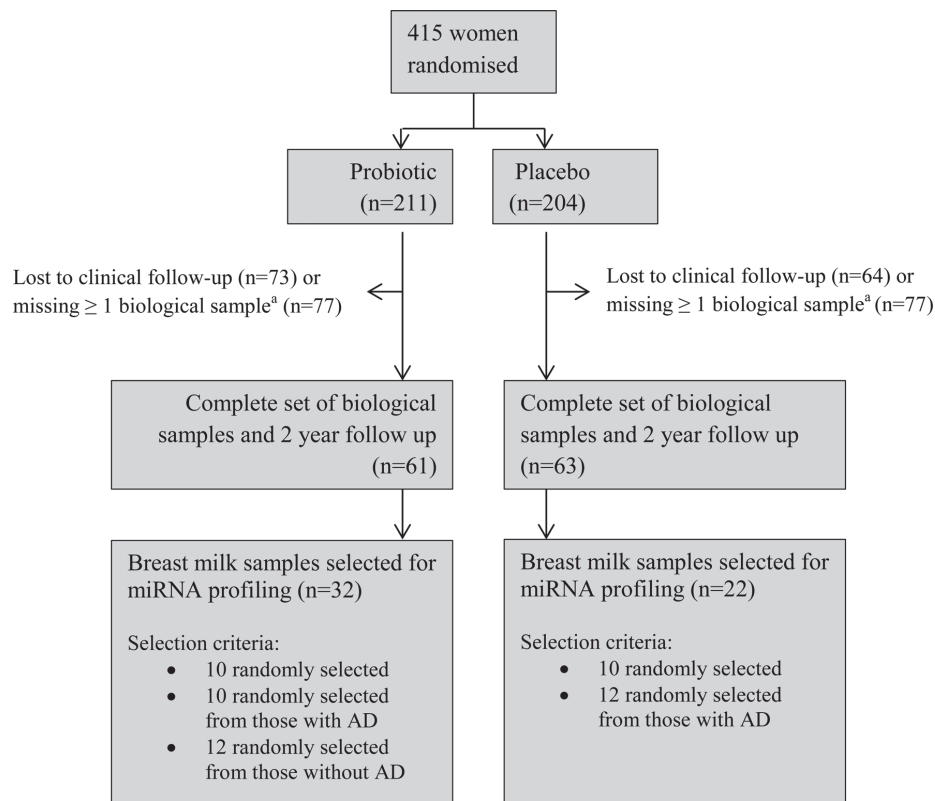 415 women
randomised
Probiotic
(n=211)
Placebo
(n=204)
Lost to clinical follow-up (n=73) or
missing ≥ 1 biological sampleᵃ (n=77)
Lost to clinical follow-up (n=64) or
missing ≥ 1 biological sampleᵃ (n=77)
Complete set of biological
samples and 2 year follow up
(n=61)
Complete set of biological
samples and 2 year follow up
(n=63)
Breast milk samples selected for
miRNA profiling (n=32)
Selection criteria:
• 10 randomly selected
• 10 randomly selected
from those with AD
• 12 randomly selected
from those without AD
Breast milk samples selected for
miRNA profiling (n=22)
Selection criteria:
• 10 randomly selected
• 12 randomly selected
from those with AD